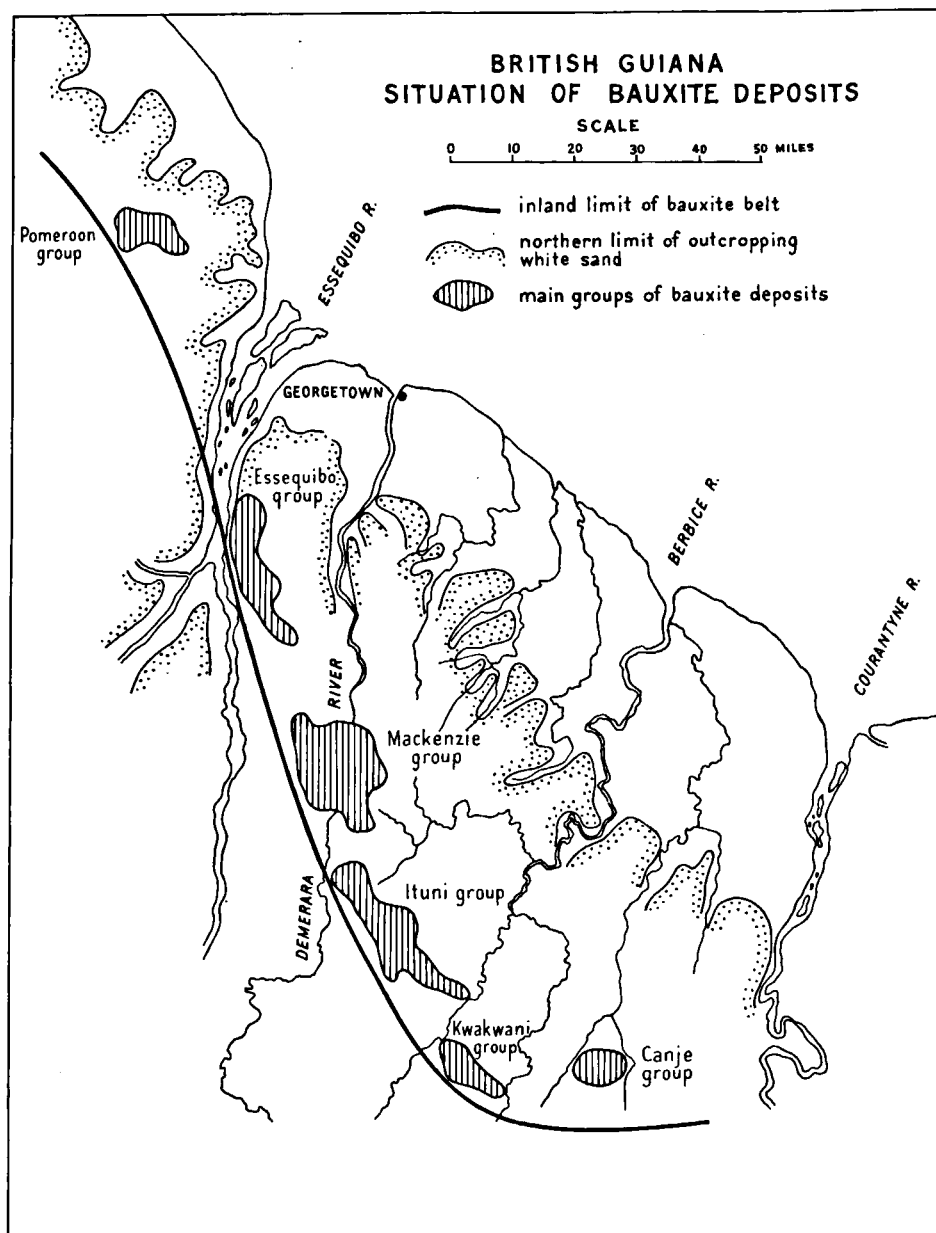 BRITISH GUIANA
SITUATION OF BAUXITE DEPOSITS
SCALE
0 10 20 30 40 50 MILES
inland limit of bauxite belt
northern limit of outcropping
white sand
main groups of bauxite deposits
Pomeroon
group
ESSEQUIBO R.
GEORGETOWN
Essequibo
group
BERBICE R.
COURANTYNE R.
RIVER
Mackenzie
group
DEMERARA
Ituni group
Kwakwani
group
Canje
group